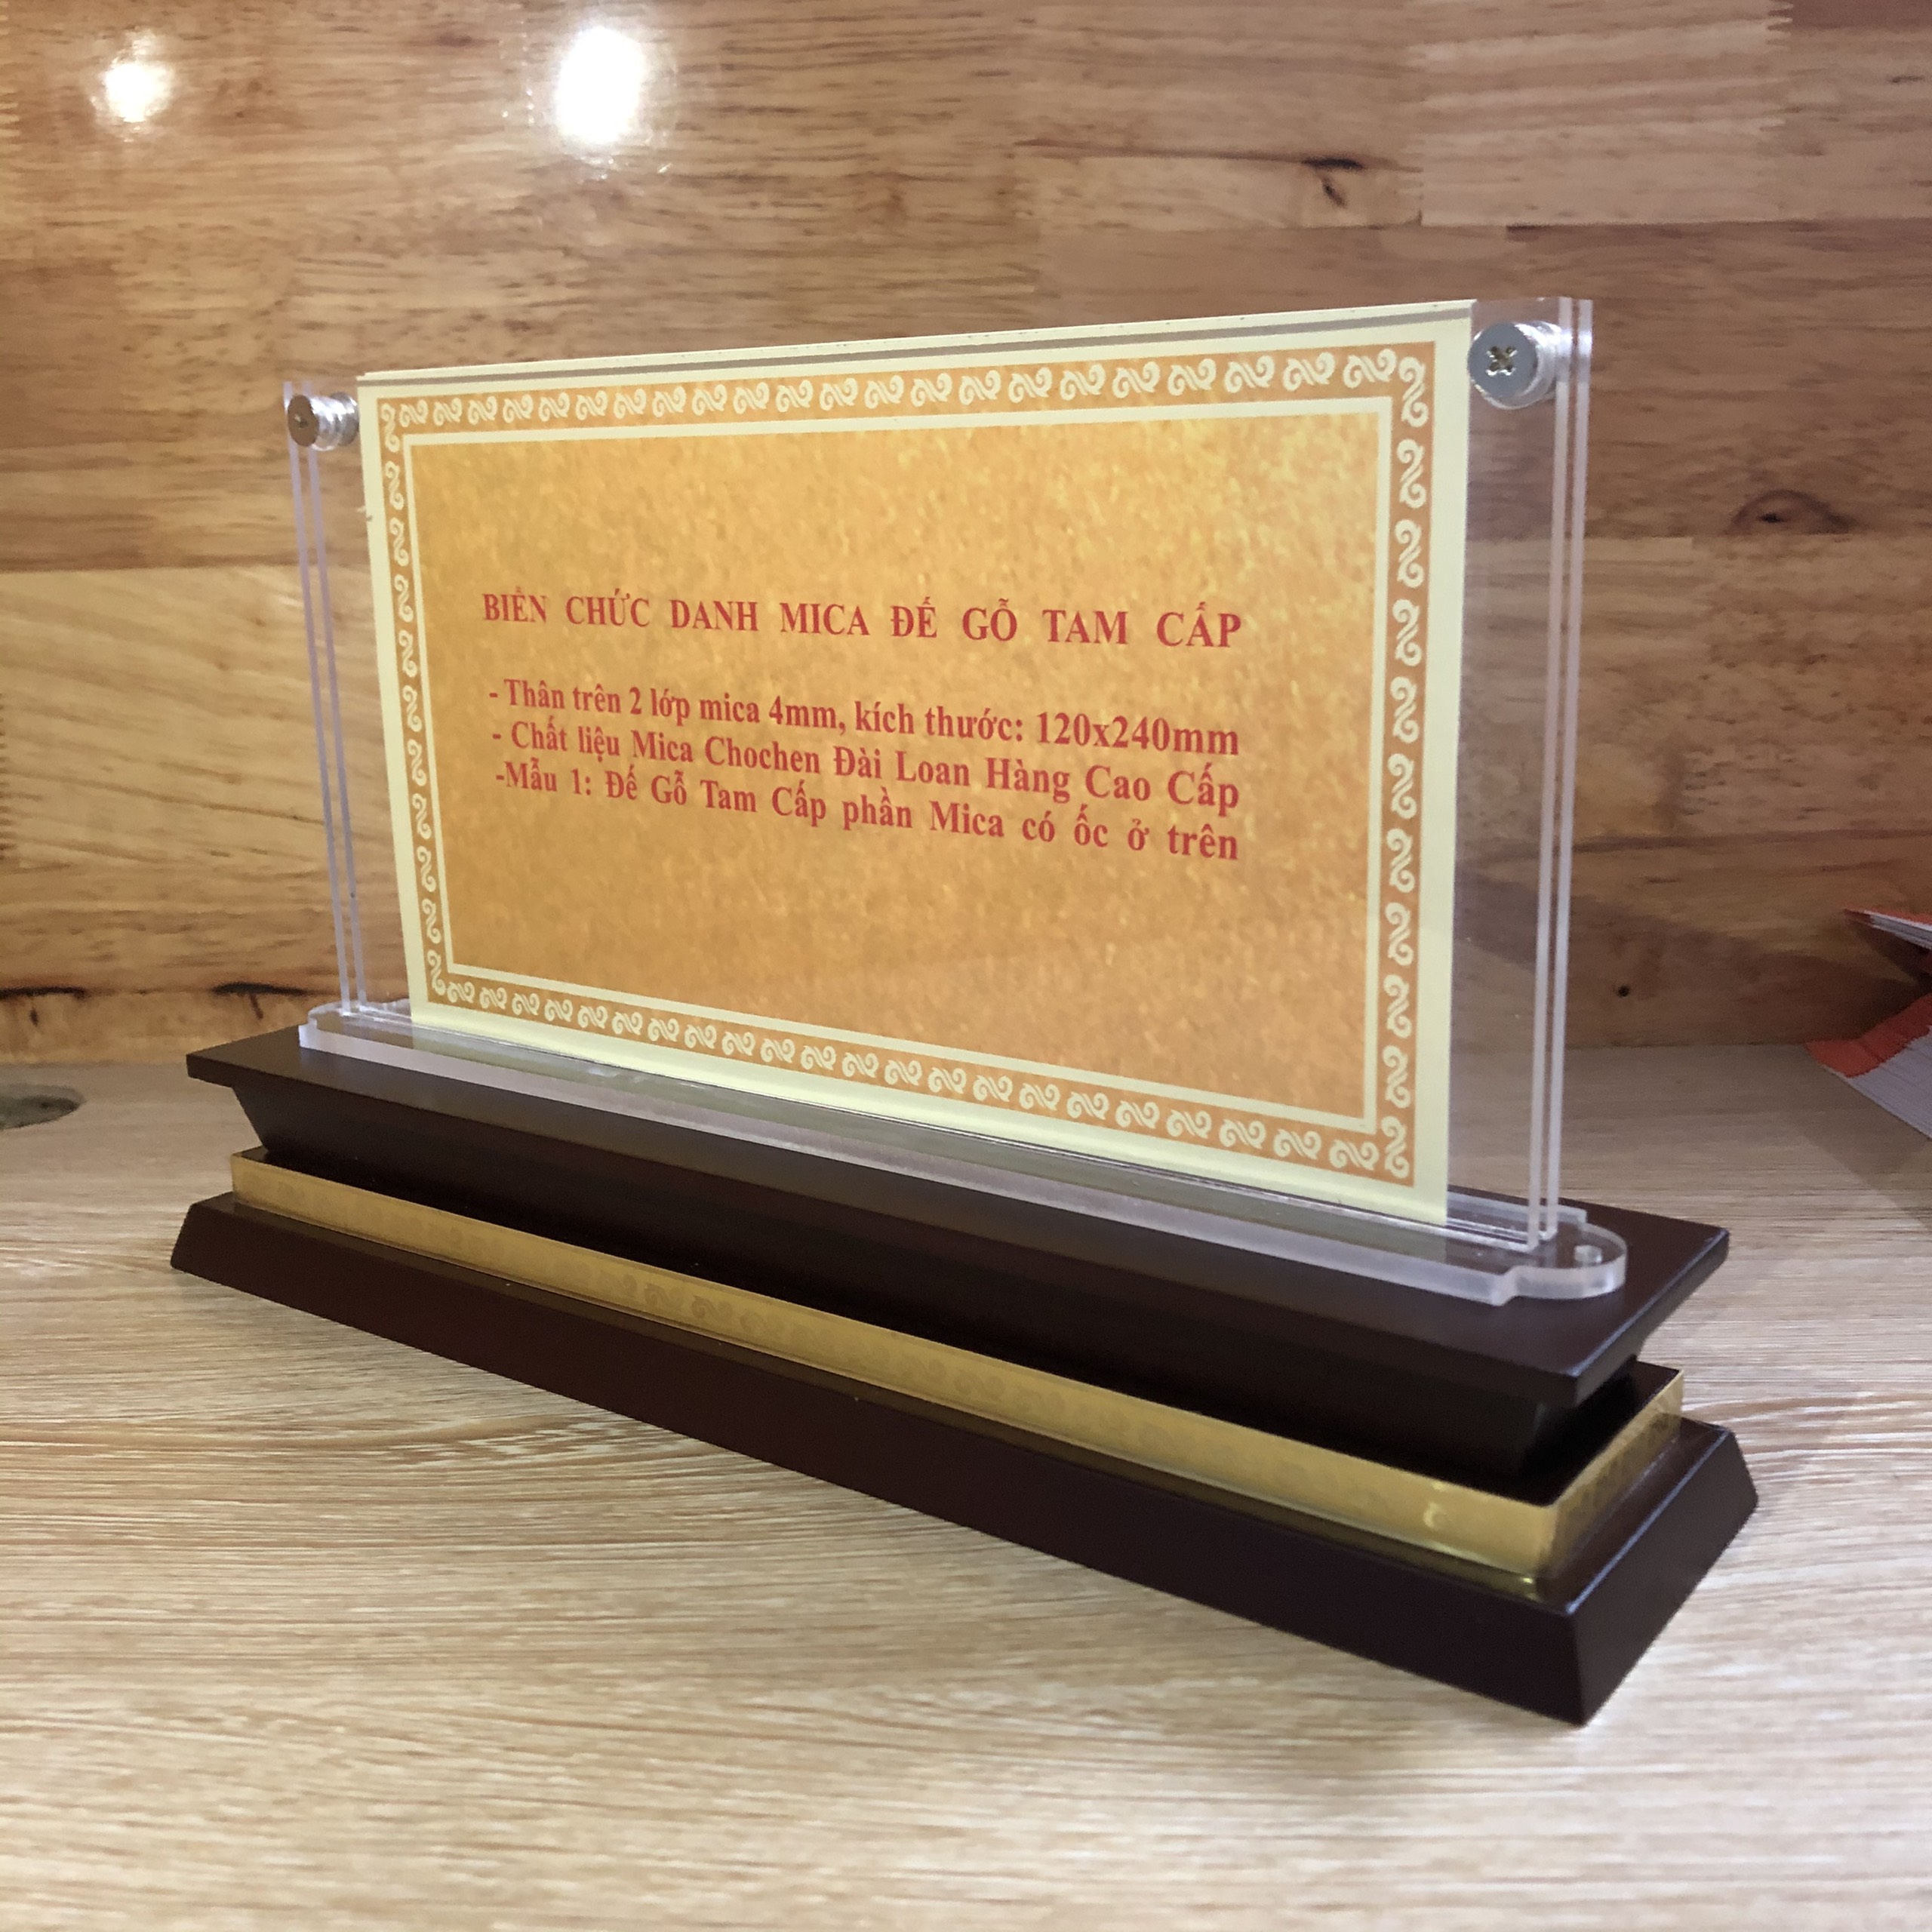 BIỂN CHỨC DANH MICA ĐẾ GỖ TAM CẤP
- Thân trên 2 lớp mica 4mm, kích thước: 120x240mm
- Chất liệu Mica Chochen Đài Loan Hàng Cao Cấp
-Mẫu 1: Đế Gỗ Tam Cấp phần Mica có ốc ở trên